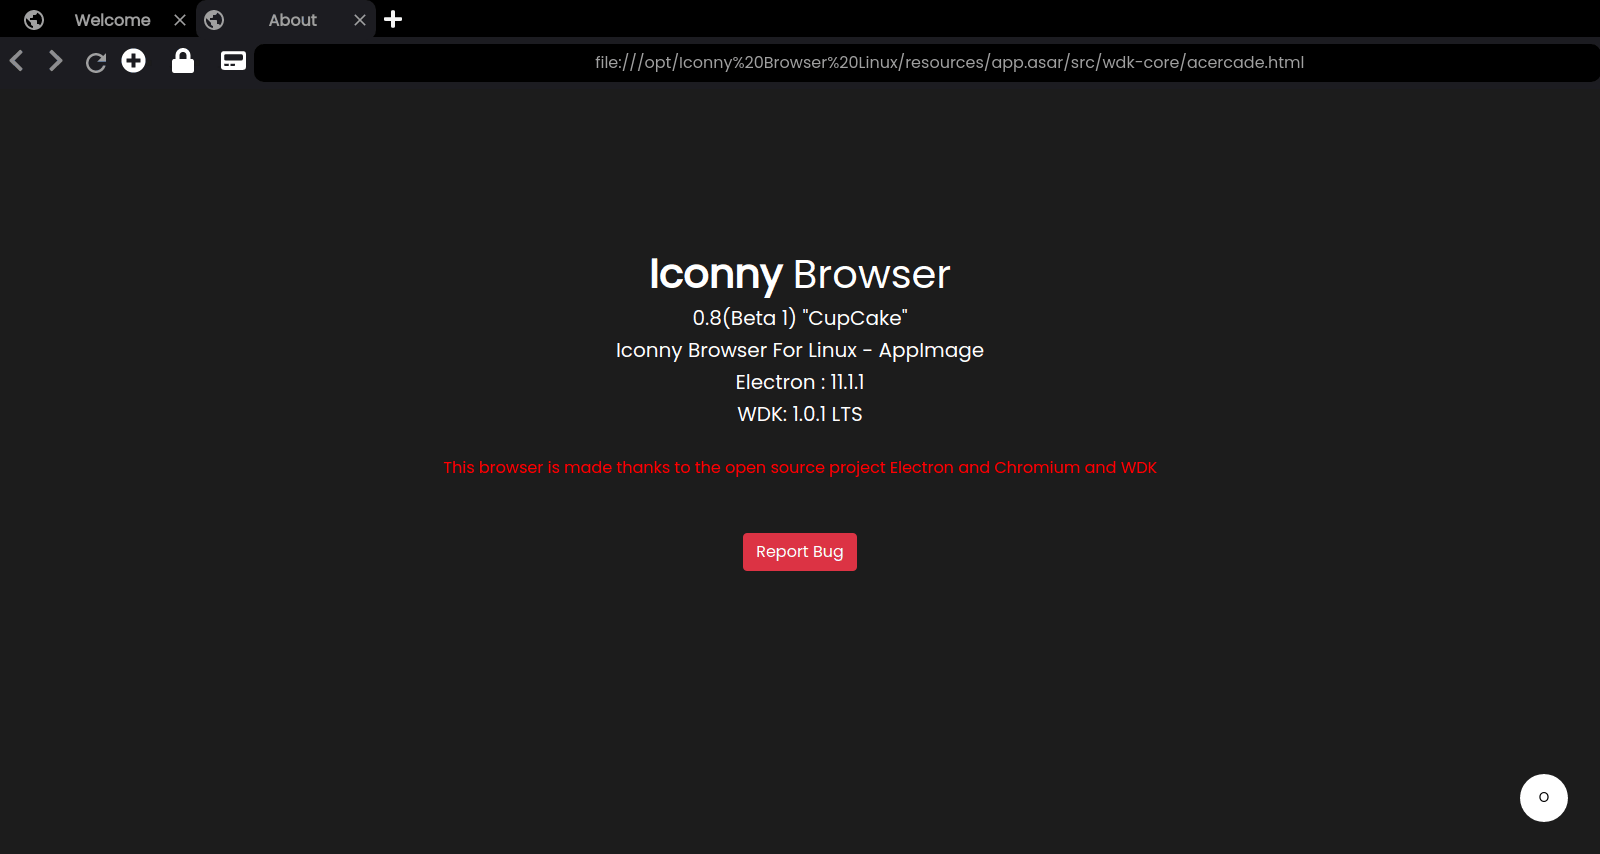 Welcome
About
file:///opt/Iconny%20Browser%20Linux/resources/app.asar/src/wdk-core/acercade.html
Iconny Browser
0.8(Beta 1) "CupCake"
Iconny Browser For Linux - AppImage
Electron : 11.1.1
WDK: 1.0.1 LTS
This browser is made thanks to the open source project Electron and Chromium and WDK
Report Bug
O